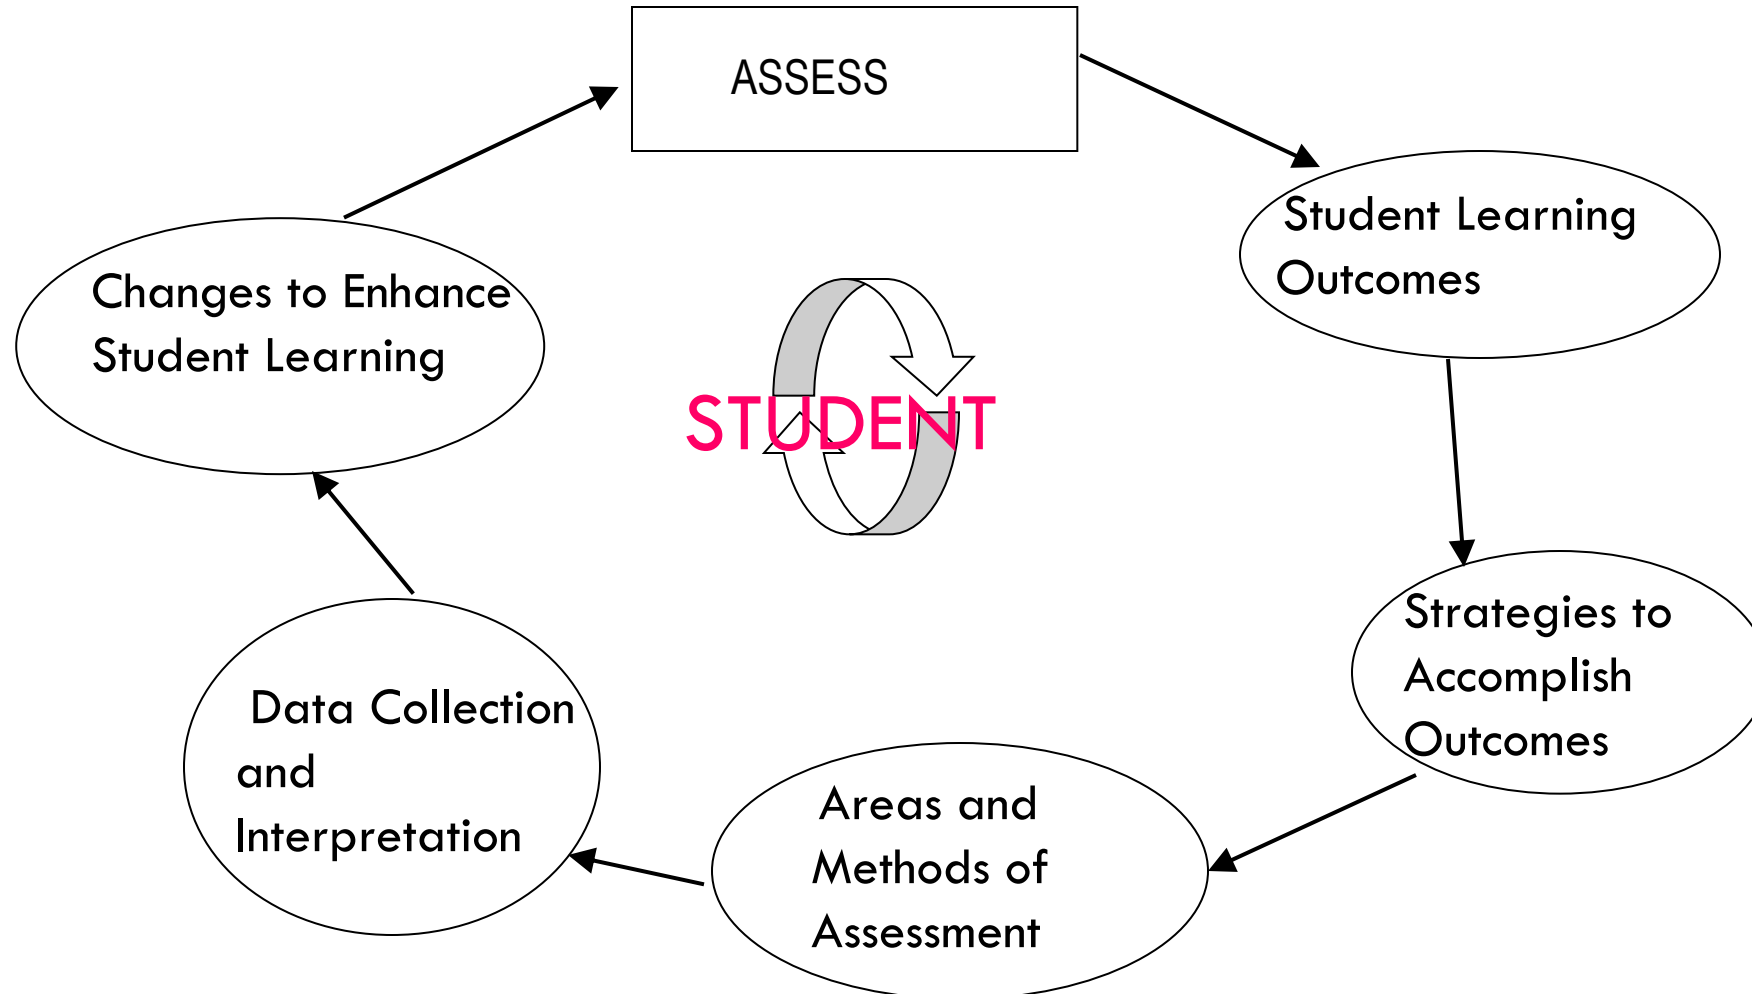 ASSESS
Student Learning
Outcomes
Changes to Enhance
Student Learning
STUDENT
Strategies to
Accomplish
Outcomes
Data Collection
and
Interpretation
Areas and
Methods of
Assessment